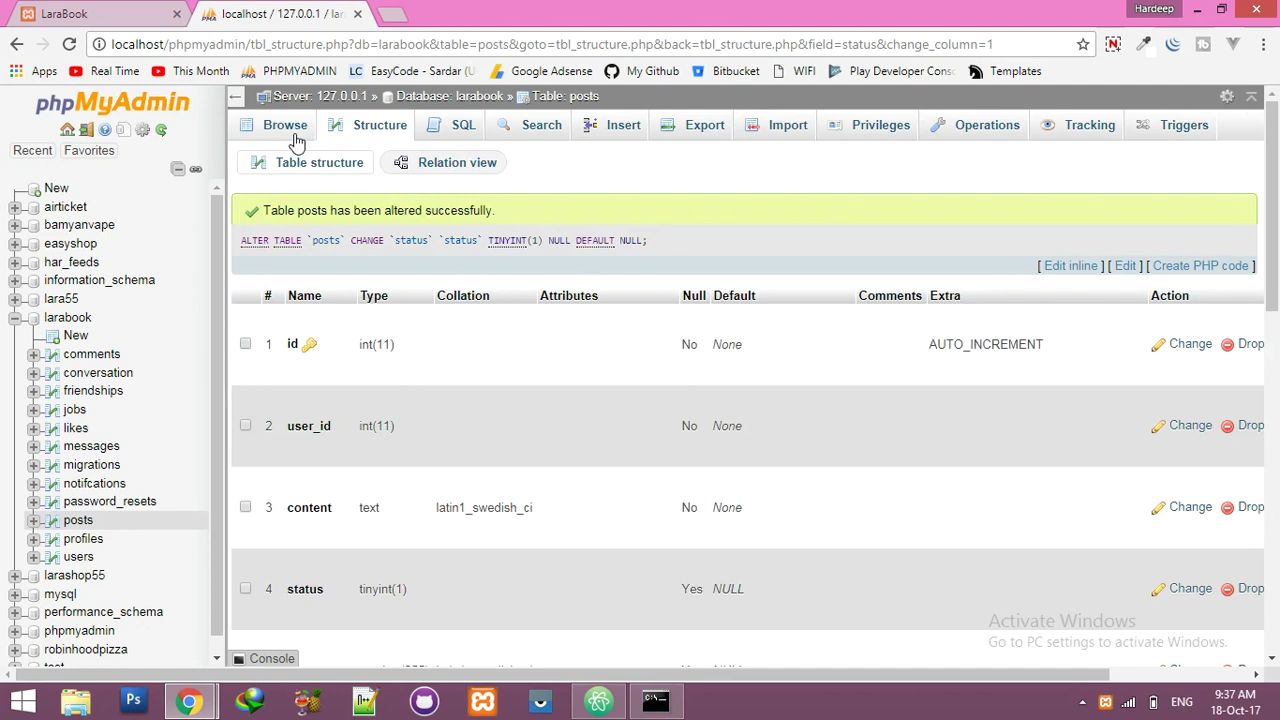 LaraBook
localhost / 127.0.0.1 / lara
Hardeep
localhost/phpmyadmin/tbl_structure.php?db=larabook&table=posts&goto=tbl_structure.php&back=tbl_structure.php&field=status&change_column=1
Apps Real Time This Month PHPMYADMIN EasyCode - Sardar (U Google Adsense My Github Bitbucket WIFI Play Developer Conso Templates
phpMyAdmin
Recent Favorites
New
airticket
bamyanvape
easyshop
har_feeds
information_schema
lara55
larabook
New
comments
conversation
friendships
jobs
likes
messages
migrations
notifcations
password_resets
posts
profiles
users
larashop55
mysql
performance_schema
phpmyadmin
robinhoodpizza
Server: 127.0.0.1 » Database: larabook » Table: posts
Browse Structure SQL Search Insert Export Import Privileges Operations Tracking Triggers
Table structure Relation view
Table posts has been altered successfully.
ALTER TABLE `posts` CHANGE `status` `status` TINYINT(1) NULL DEFAULT NULL;
[ Edit inline ] [ Edit ] [ Create PHP code ]
# Name Type Collation Attributes Null Default Comments Extra Action
1 id int(11) No None AUTO_INCREMENT Change Drop
2 user_id int(11) No None Change Drop
3 content text latin1_swedish_ci No None Change Drop
4 status tinyint(1) Yes NULL Change Drop
Activate Windows
Go to PC settings to activate Windows.
Console
ENG
9:37 AM
18-Oct-17